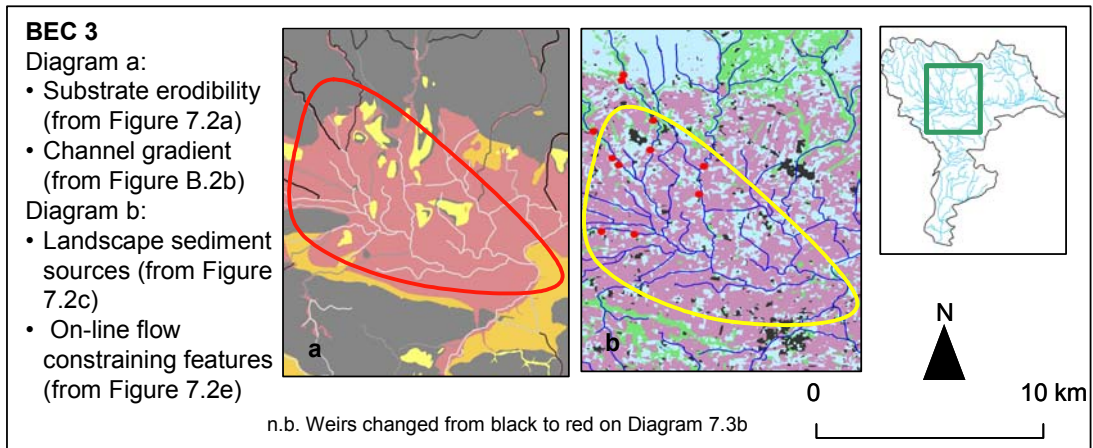 BEC 3
Diagram a:
• Substrate erodibility
(from Figure 7.2a)
• Channel gradient
(from Figure B.2b)
Diagram b:
• Landscape sediment
sources (from Figure
7.2c)
• On-line flow
constraining features
(from Figure 7.2e)
a
b
N
0
10 km
n.b. Weirs changed from black to red on Diagram 7.3b